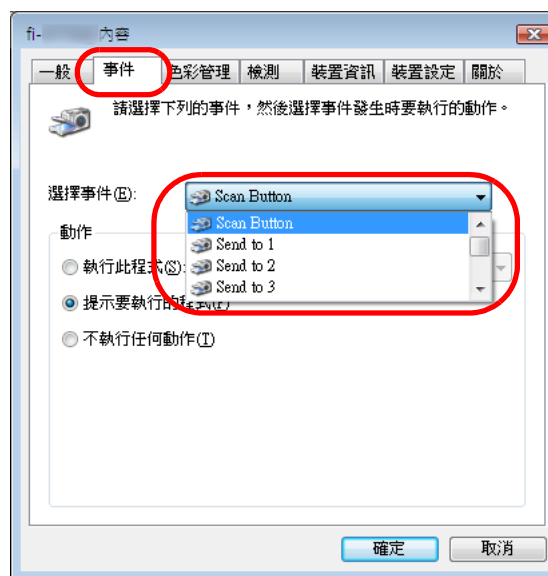 fi- 內容
一般 事件 色彩管理 檢測 裝置資訊 裝置設定 關於
請選擇下列的事件，然後選擇事件發生時要執行的動作。
選擇事件(E): Scan Button
Scan Button
動作
Send to 1
執行此程式(S): Send to 2
Send to 3
提示要執行的程式(P)
不執行任何動作(T)
確定 取消